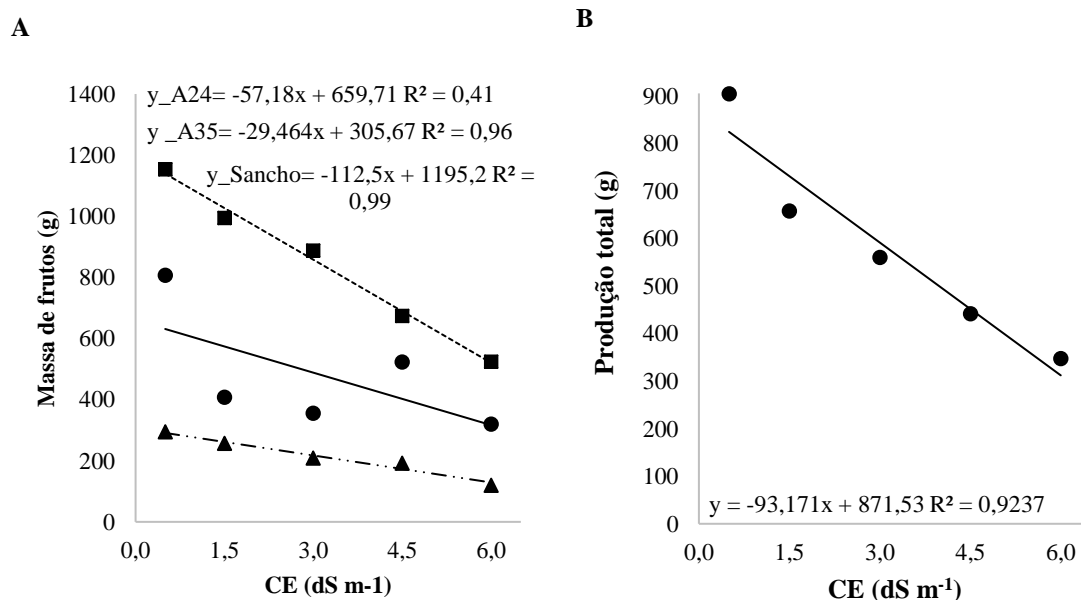 A
y_A24= -57,18x + 659,71 R² = 0,41
y _A35= -29,464x + 305,67 R² = 0,96
y_Sancho= -112,5x + 1195,2 R² =
0,99
Massa de frutos (g)
1400
1200
1000
800
600
400
200
0
0,0 1,5 3,0 4,5 6,0
CE (dS m-1)
B
Produção total (g)
900
800
700
600
500
400
300
200
100
0
y = -93,171x + 871,53 R² = 0,9237
0,0 1,5 3,0 4,5 6,0
CE (dS m⁻¹)